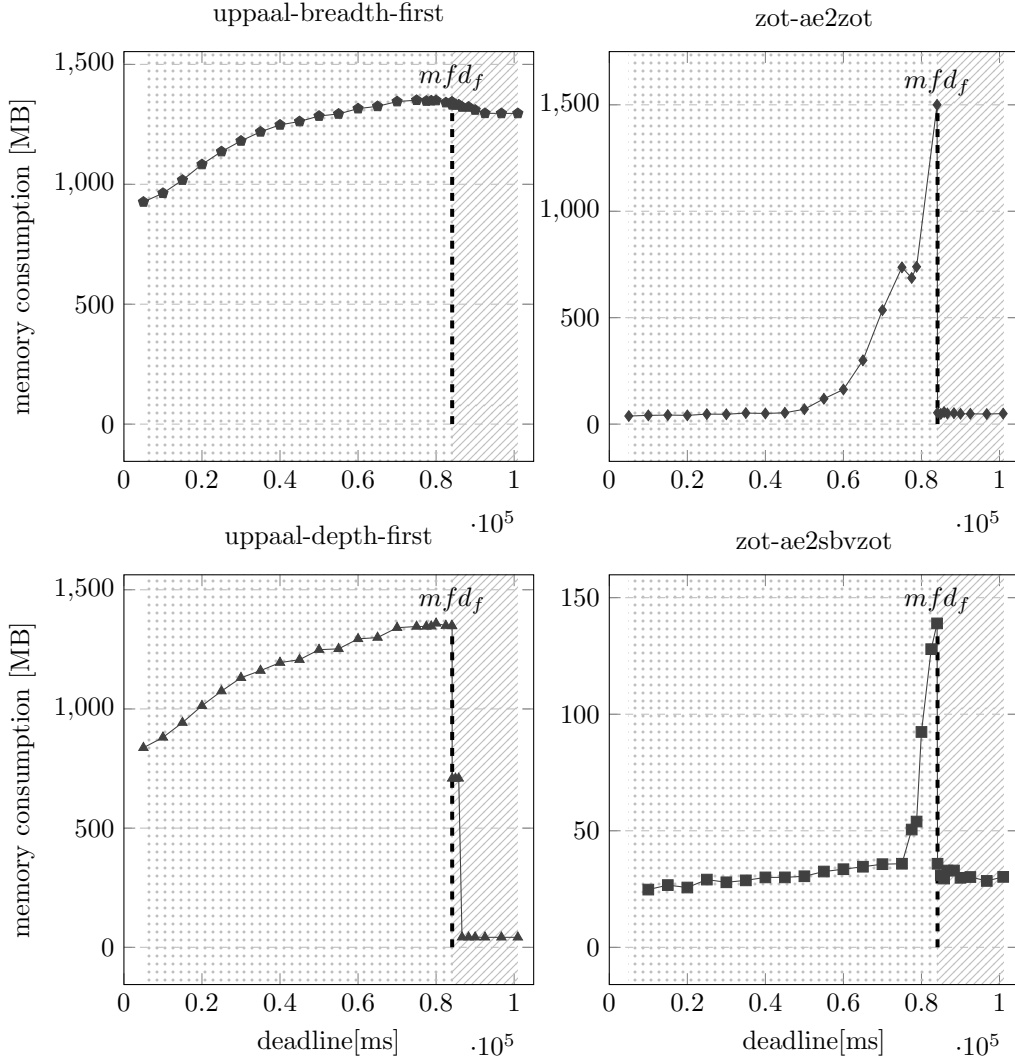 uppaal-breadth-first
mfd_f
1,500
1,000
500
0
memory consumption [MB]
0 0.2 0.4 0.6 0.8 1
·10^5
zot-ae2zot
mfd_f
1,500
1,000
500
0
0 0.2 0.4 0.6 0.8 1
·10^5
uppaal-depth-first
mfd_f
1,500
1,000
500
0
memory consumption [MB]
0 0.2 0.4 0.6 0.8 1
deadline[ms]
·10^5
zot-ae2sbvzot
mfd_f
150
100
50
0
0 0.2 0.4 0.6 0.8 1
deadline[ms]
·10^5